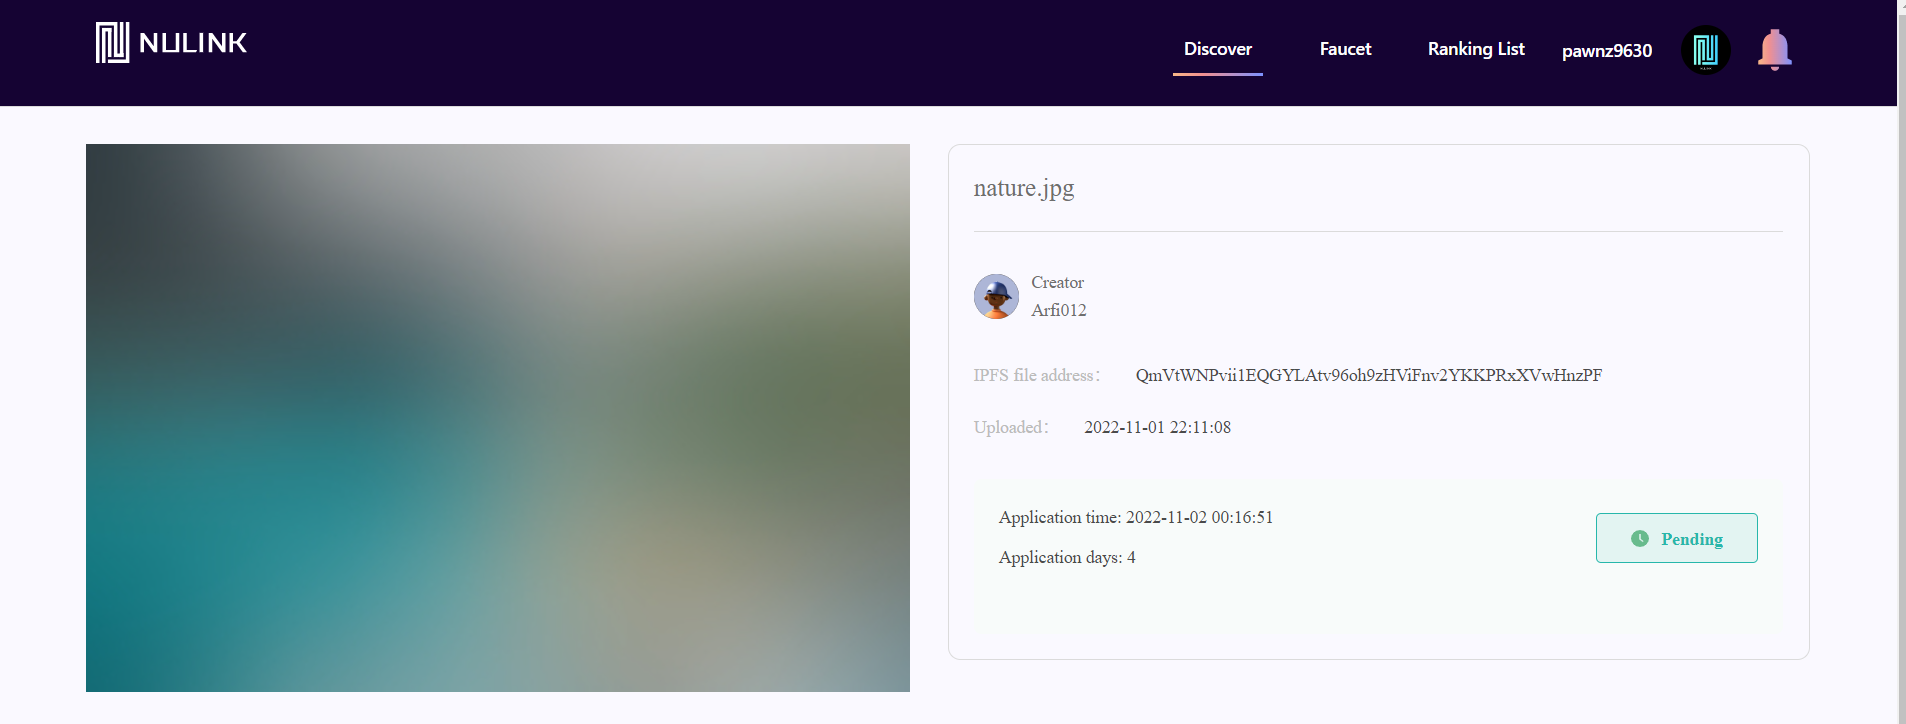 NULINK
Discover
Faucet
Ranking List
pawnz9630
nature.jpg
Creator
Arfi012
IPFS file address： QmVtWNPvii1EQGYLAtv96oh9zHViFnv2YKKPRxXVwHnzPF
Uploaded： 2022-11-01 22:11:08
Application time: 2022-11-02 00:16:51
Pending
Application days: 4